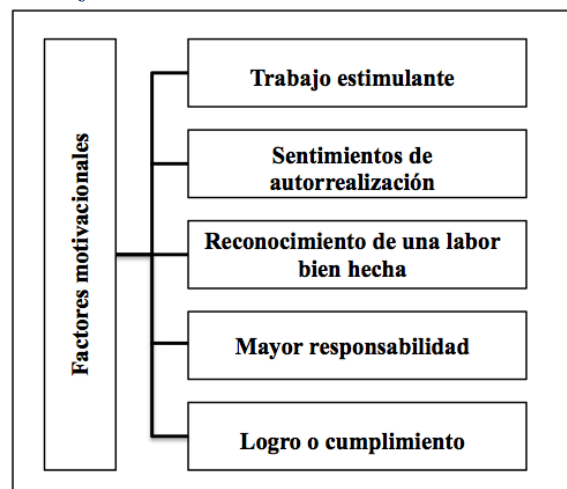 Factores motivacionales
Trabajo estimulante
Sentimientos de
autorrealización
Reconocimiento de una labor
bien hecha
Mayor responsabilidad
Logro o cumplimiento